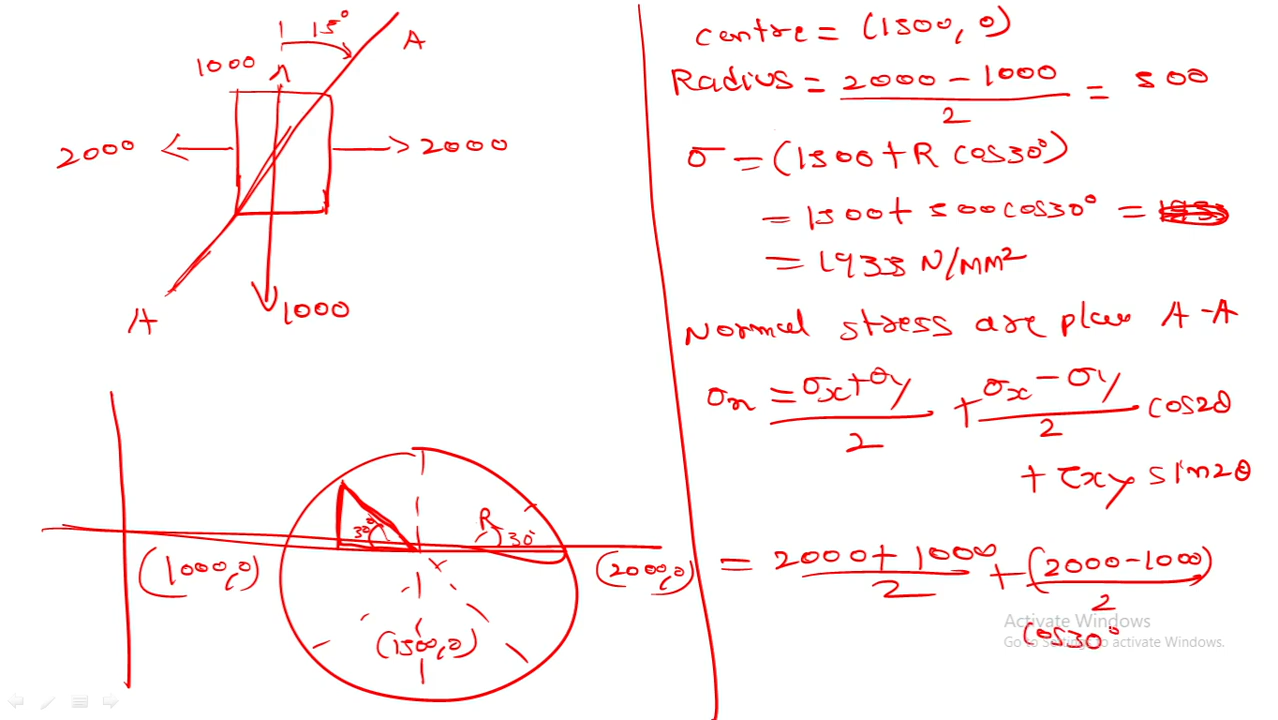 15°
A
1000
2000
2000
A
1000
R
30°
30°
(1000,0)
(2000,0)
(1500,0)
centre = (1500, 0)
Radius = 2000 - 1000 / 2 = 500
σ = (1500 + R cos30°)
= 1500 + 500 cos30° =
= 1933 N/mm²
Normal stress are plan A-A
σn = σx+σy / 2 + σx - σy / 2 cos2θ
+ τxy sin2θ
= 2000 + 1000 / 2 + (2000 - 1000) / 2
cos30°
Activate Windows
Go to Settings to activate Windows.